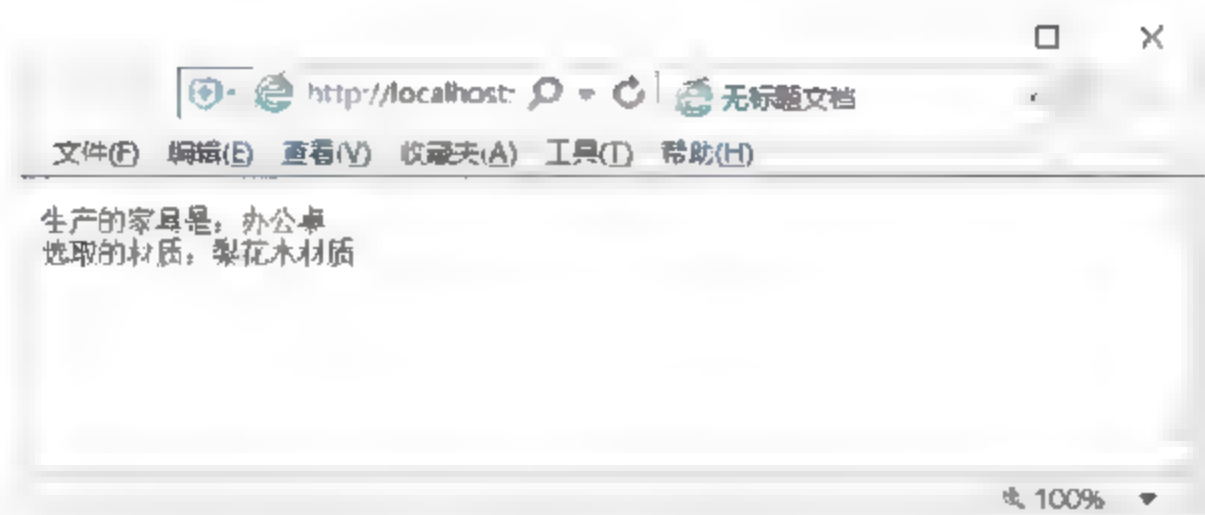 http://localhost: 无标题文档
文件(F) 编辑(E) 查看(V) 收藏夹(A) 工具(T) 帮助(H)
生产的家具是：办公桌
选取的材质：梨花木材质
100%